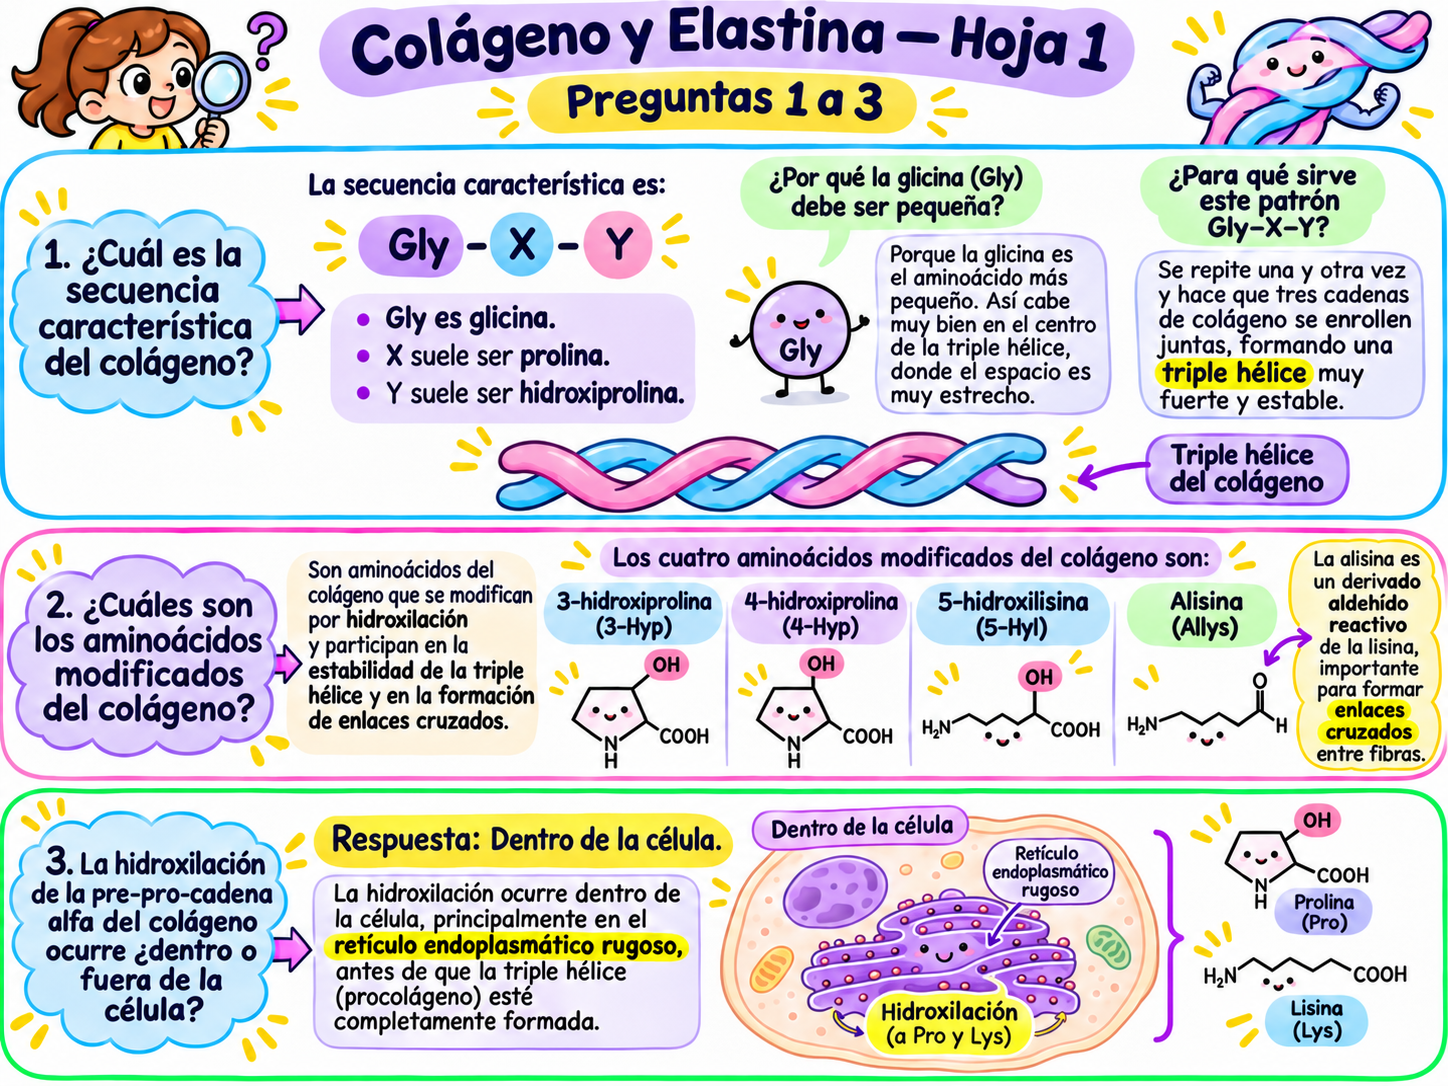 Colágeno y Elastina – Hoja 1
Preguntas 1 a 3
?
1. ¿Cuál es la
secuencia
característica
del colágeno?
La secuencia característica es:
Gly – X – Y
• Gly es glicina.
• X suele ser prolina.
• Y suele ser hidroxiprolina.
¿Por qué la glicina (Gly)
debe ser pequeña?
Gly
Porque la glicina es
el aminoácido más
pequeño. Así cabe
muy bien en el centro
de la triple hélice,
donde el espacio es
muy estrecho.
¿Para qué sirve
este patrón
Gly–X–Y?
Se repite una y otra vez
y hace que tres cadenas
de colágeno se enrollen
juntas, formando una
triple hélice muy
fuerte y estable.
Triple hélice
del colágeno
2. ¿Cuáles son
los aminoácidos
modificados
del colágeno?
Son aminoácidos del
colágeno que se modifican
por hidroxilación
y participan en la
estabilidad de la triple
hélice y en la formación
de enlaces cruzados.
Los cuatro aminoácidos modificados del colágeno son:
3-hidroxiprolina
(3-Hyp)
OH
COOH
N
H
4-hidroxiprolina
(4-Hyp)
OH
COOH
N
H
5-hidroxilisina
(5-Hyl)
OH
H₂N
COOH
Alisina
(Allys)
O
H₂N
H
La alisina es
un derivado
aldehído
reactivo
de la lisina,
importante
para formar
enlaces
cruzados
entre fibras.
3. La hidroxilación
de la pre-pro-cadena
alfa del colágeno
ocurre ¿dentro o
fuera de la
célula?
Respuesta: Dentro de la célula.
La hidroxilación ocurre dentro de
la célula, principalmente en el
retículo endoplasmático rugoso,
antes de que la triple hélice
(procolágeno) esté
completamente formada.
Dentro de la célula
Retículo
endoplasmático
rugoso
Hidroxilación
(a Pro y Lys)
OH
COOH
N
H
Prolina
(Pro)
H₂N
COOH
Lisina
(Lys)